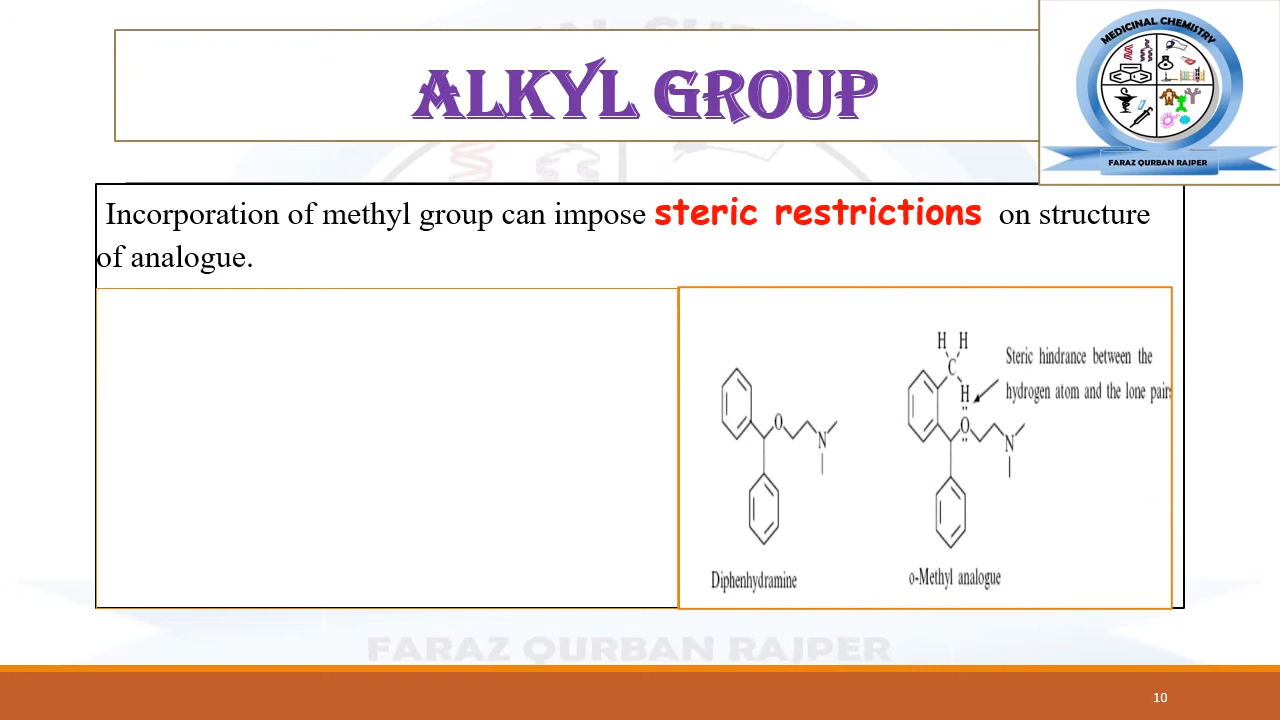 MEDICINAL CHEMISTRY
ALKYL GROUP
FARAZ QURBAN RAJPER
Incorporation of methyl group can impose steric restrictions on structure
of analogue.
H H
C
H
O
N
O
N
Steric hindrance between the
hydrogen atom and the lone pair
Diphenhydramine
o-Methyl analogue
FARAZ QURBAN RAJPER
10